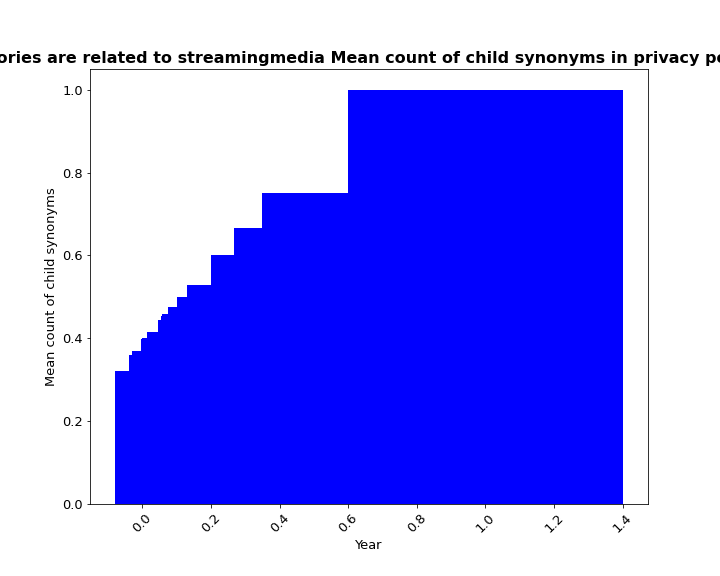 ories are related to streamingmedia Mean count of child synonyms in privacy po
1.0
0.8
0.6
0.4
0.2
0.0
Mean count of child synonyms
0.0 0.2 0.4 0.6 0.8 1.0 1.2 1.4
Year